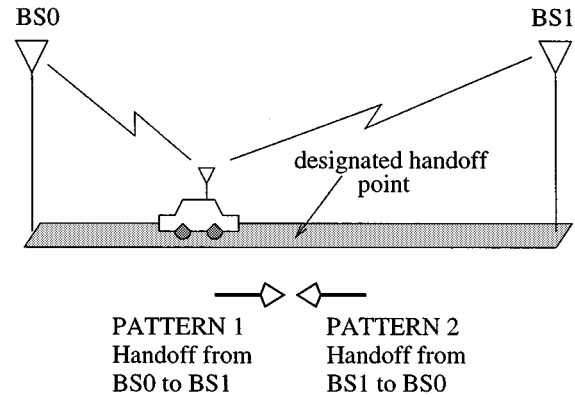 BS0
BS1
designated handoff
point
PATTERN 1
Handoff from
BS0 to BS1
PATTERN 2
Handoff from
BS1 to BS0